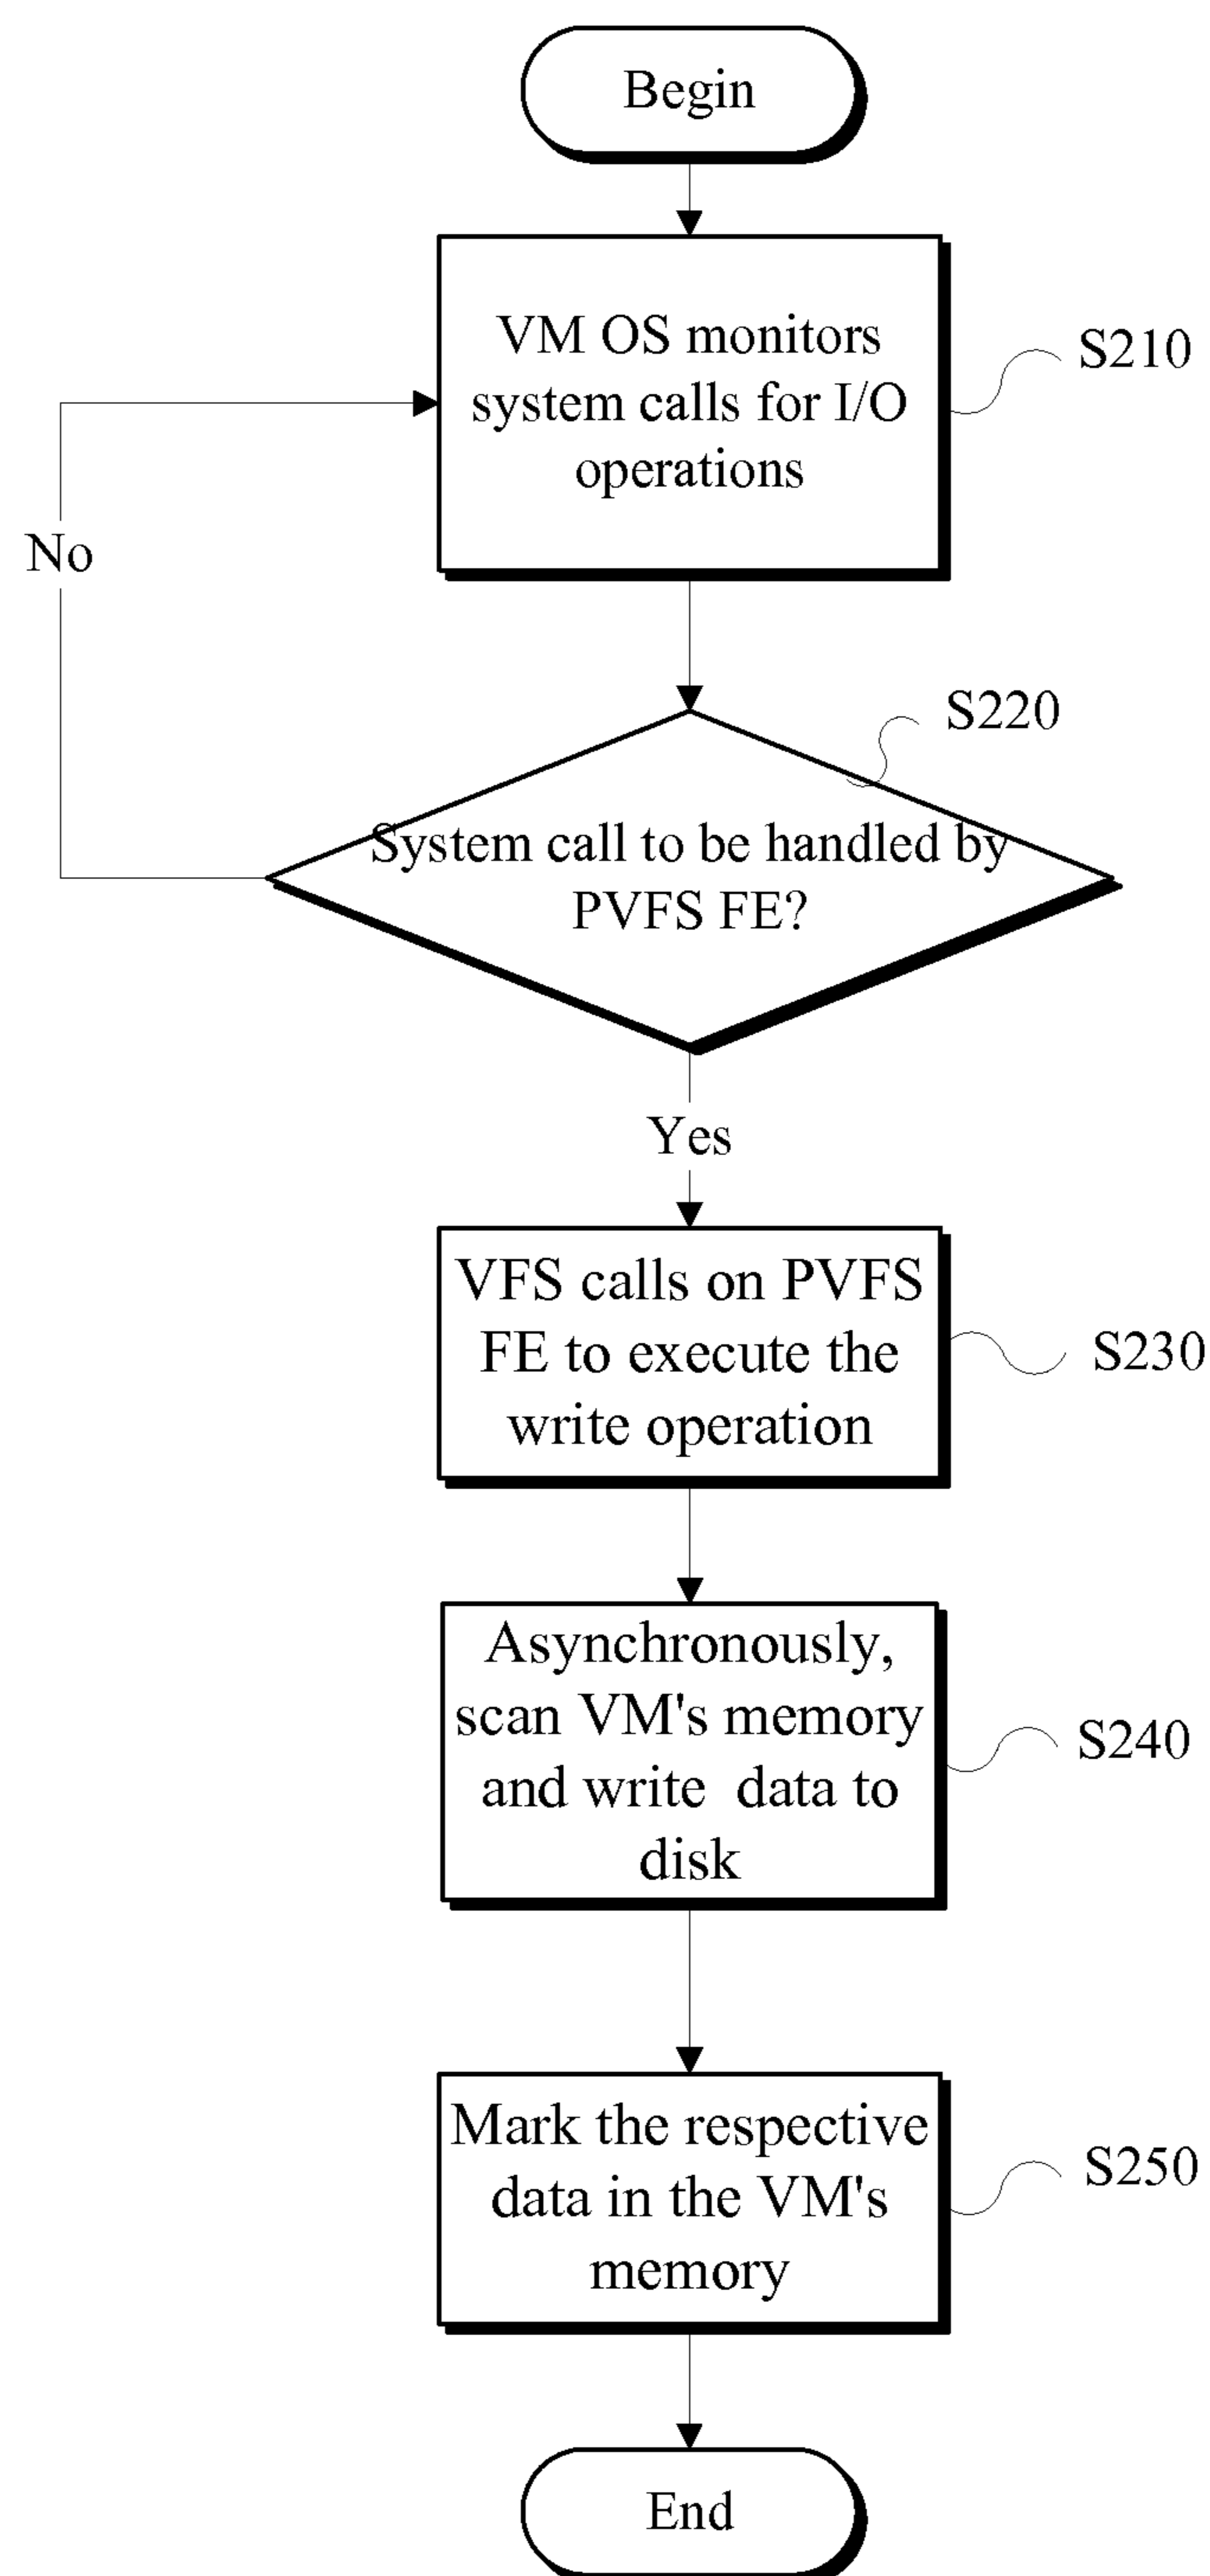 Begin
VM OS monitors
system calls for I/O
operations
S210
No
S220
System call to be handled by
PVFS FE?
Yes
VFS calls on PVFS
FE to execute the
write operation
S230
Asynchronously,
scan VM's memory
and write  data to
disk
S240
Mark the respective
data in the VM's
memory
S250
End